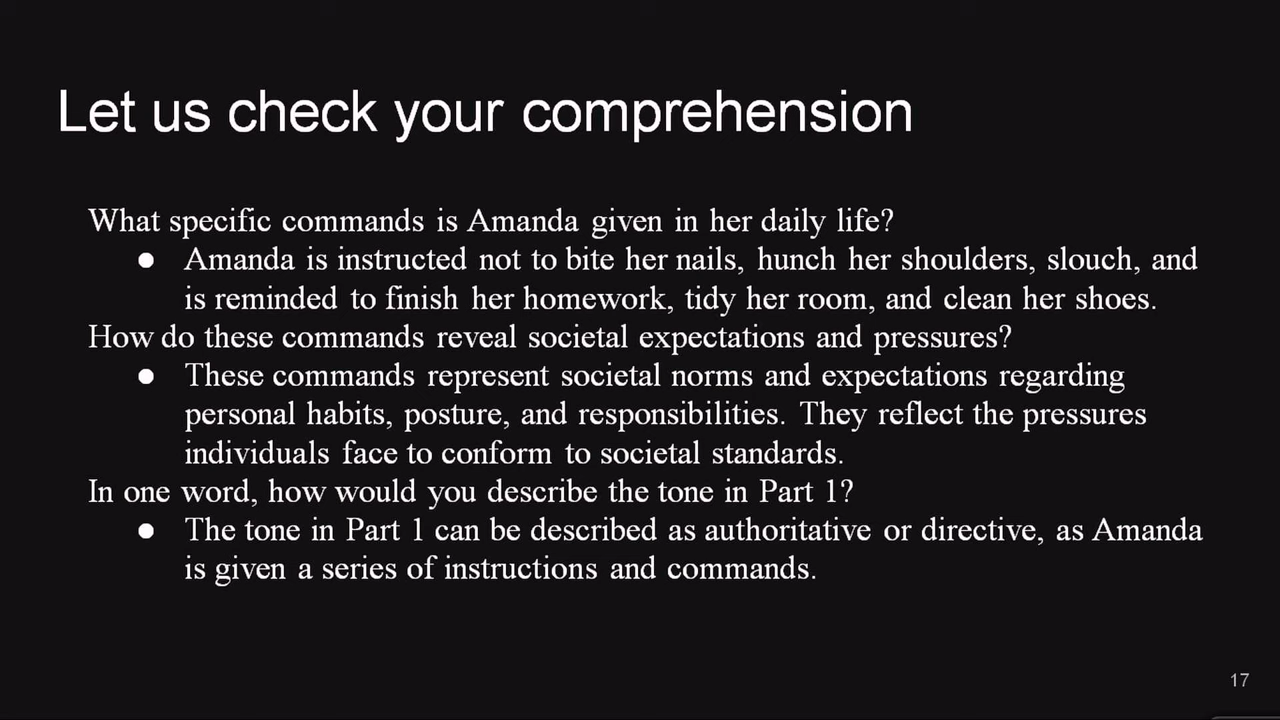 Let us check your comprehension
What specific commands is Amanda given in her daily life?
● Amanda is instructed not to bite her nails, hunch her shoulders, slouch, and
is reminded to finish her homework, tidy her room, and clean her shoes.
How do these commands reveal societal expectations and pressures?
● These commands represent societal norms and expectations regarding
personal habits, posture, and responsibilities. They reflect the pressures
individuals face to conform to societal standards.
In one word, how would you describe the tone in Part 1?
● The tone in Part 1 can be described as authoritative or directive, as Amanda
is given a series of instructions and commands.
17